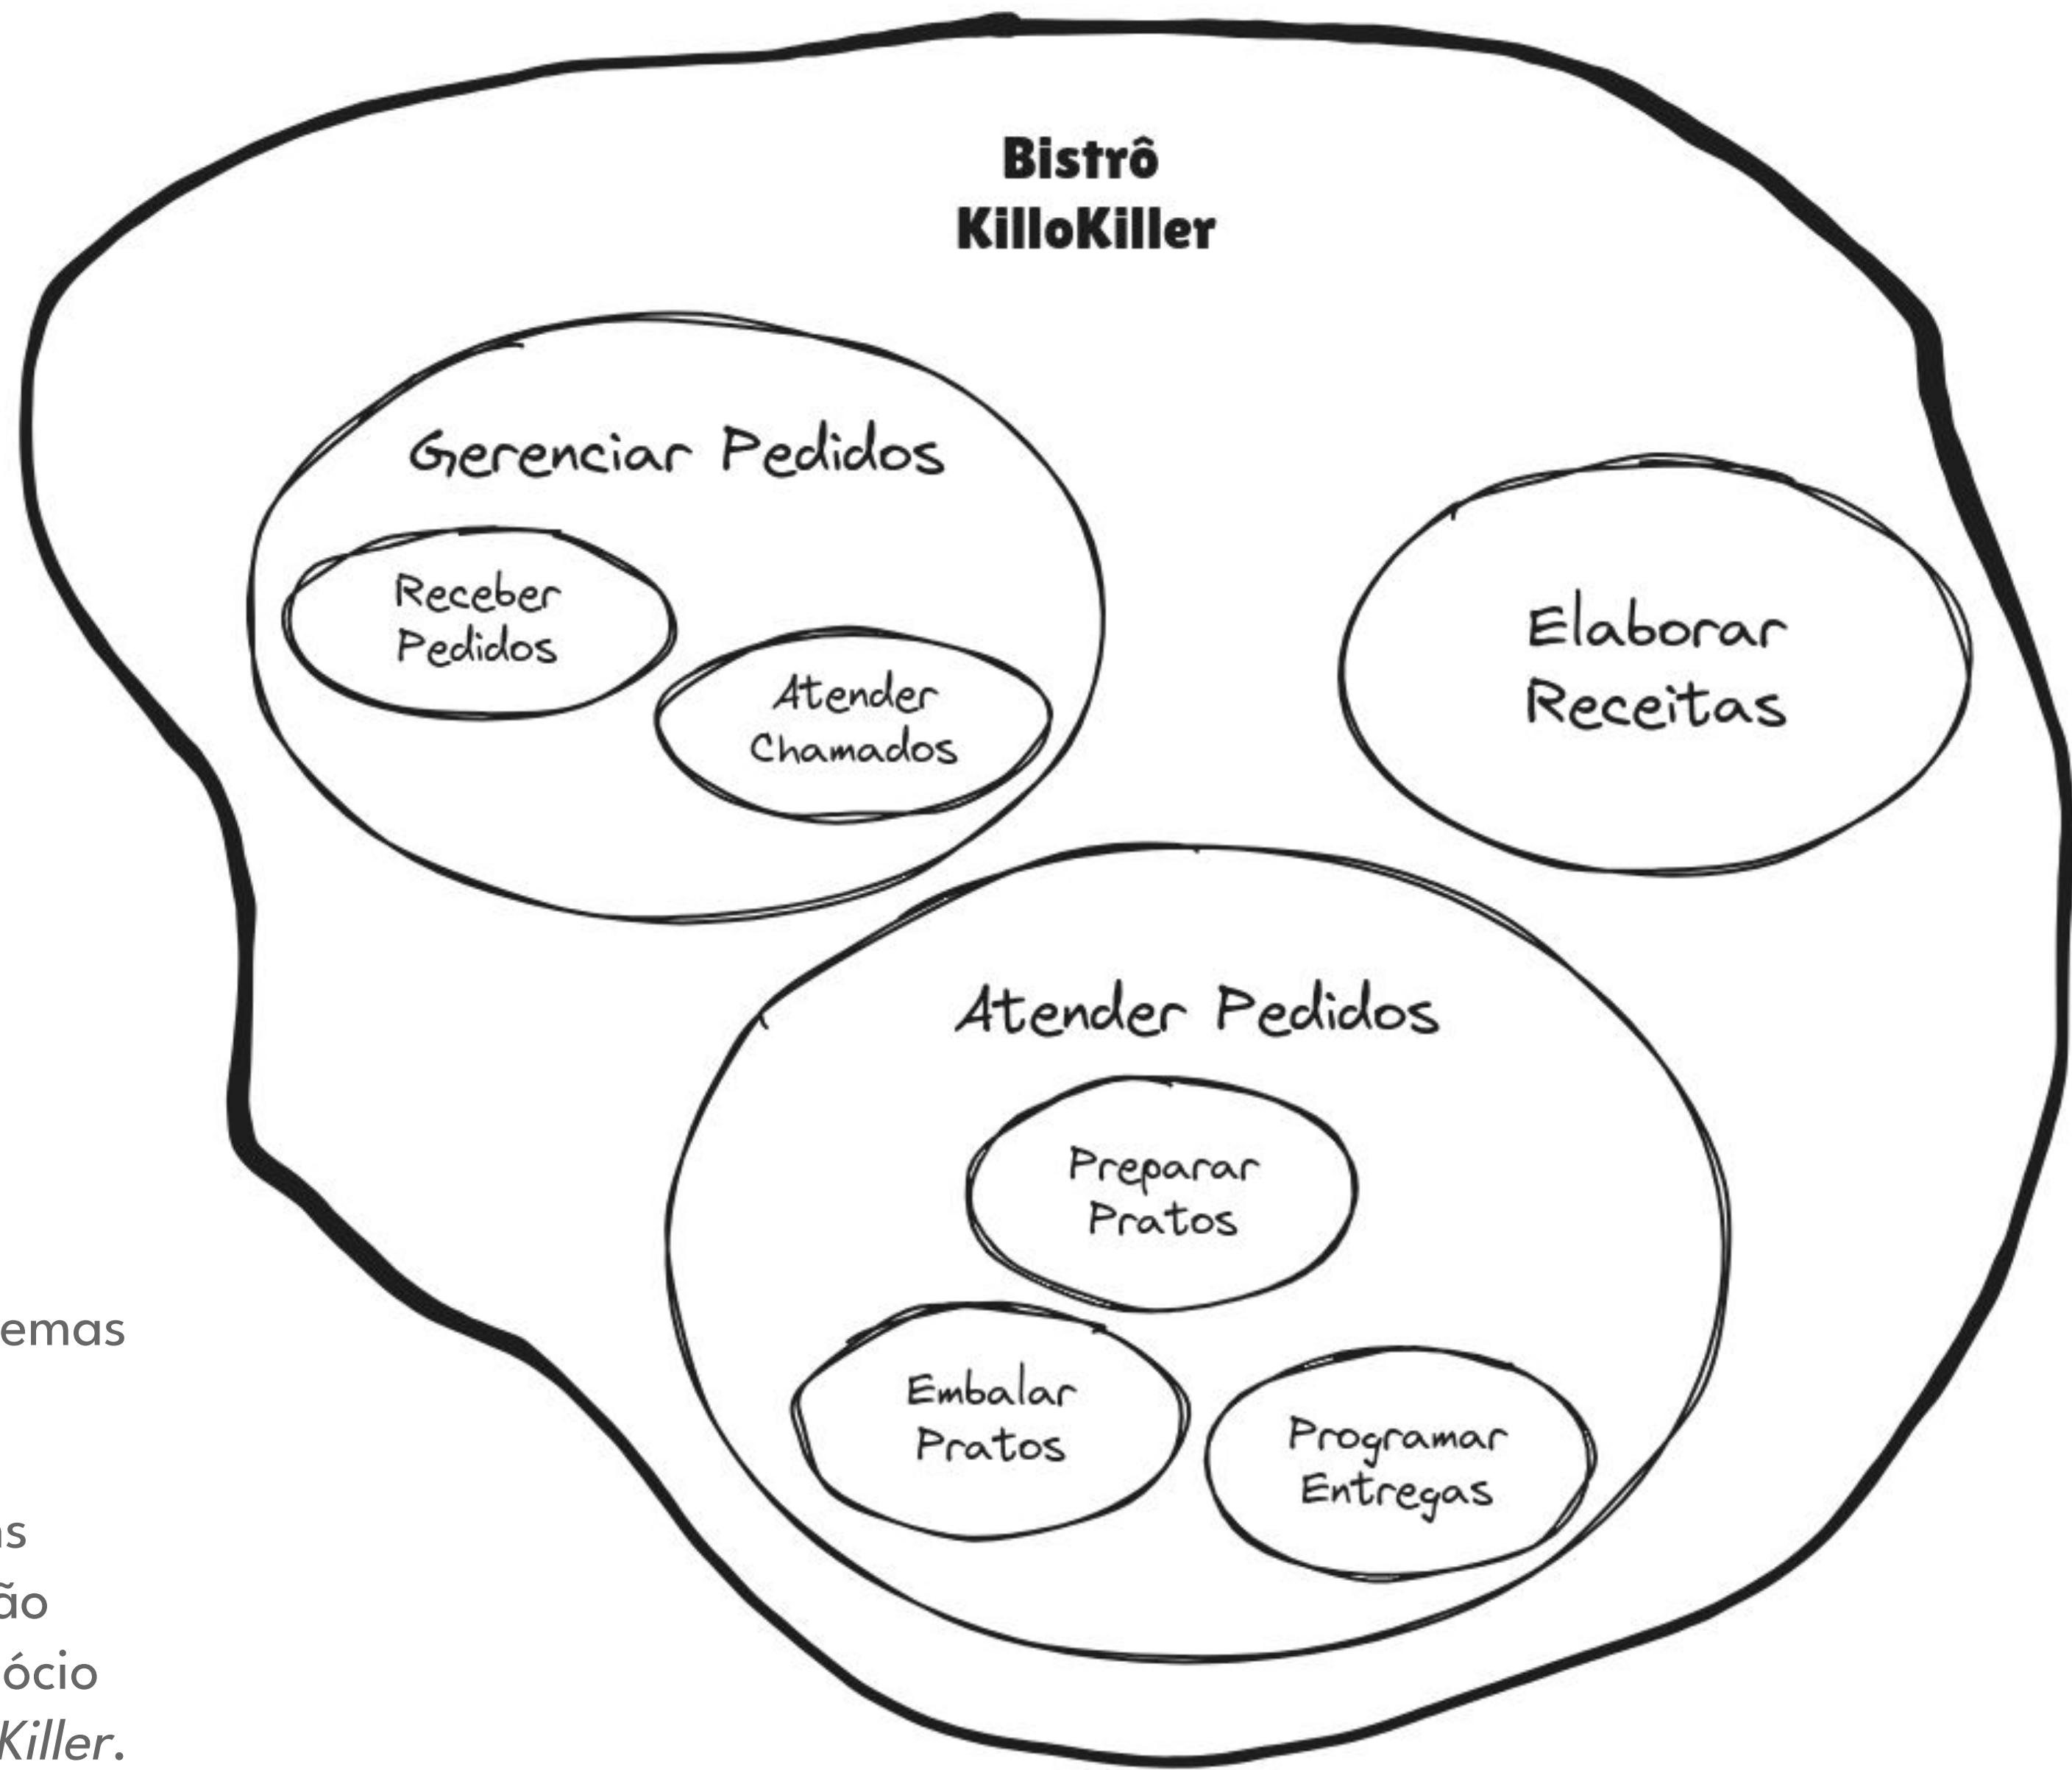 Bistrô
KilloKiller
Gerenciar Pedidos
Receber
Pedidos
Atender
Chamados
Elaborar
Receitas
Atender Pedidos
Preparar
Pratos
Embalar
Pratos
Programar
Entregas
emas
ns
ão
ócio
Killer.